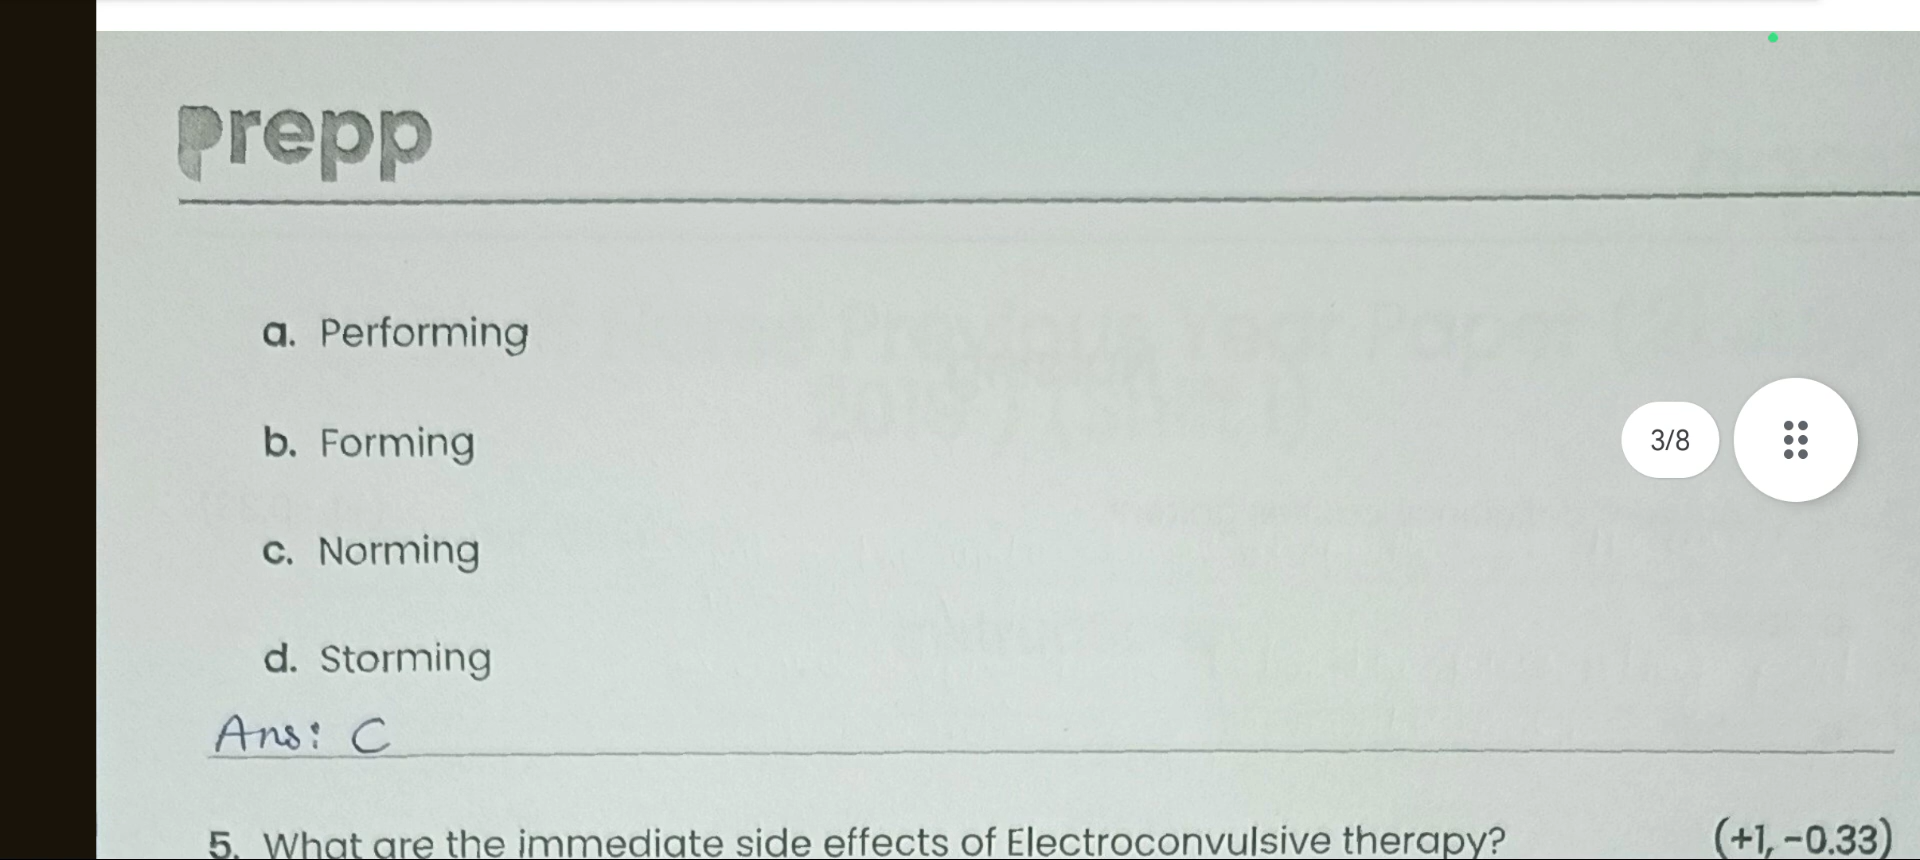 prepp
a. Performing
b. Forming
3/8
c. Norming
d. Storming
Ans: C
5. What are the immediate side effects of Electroconvulsive therapy? (+1, -0.33)